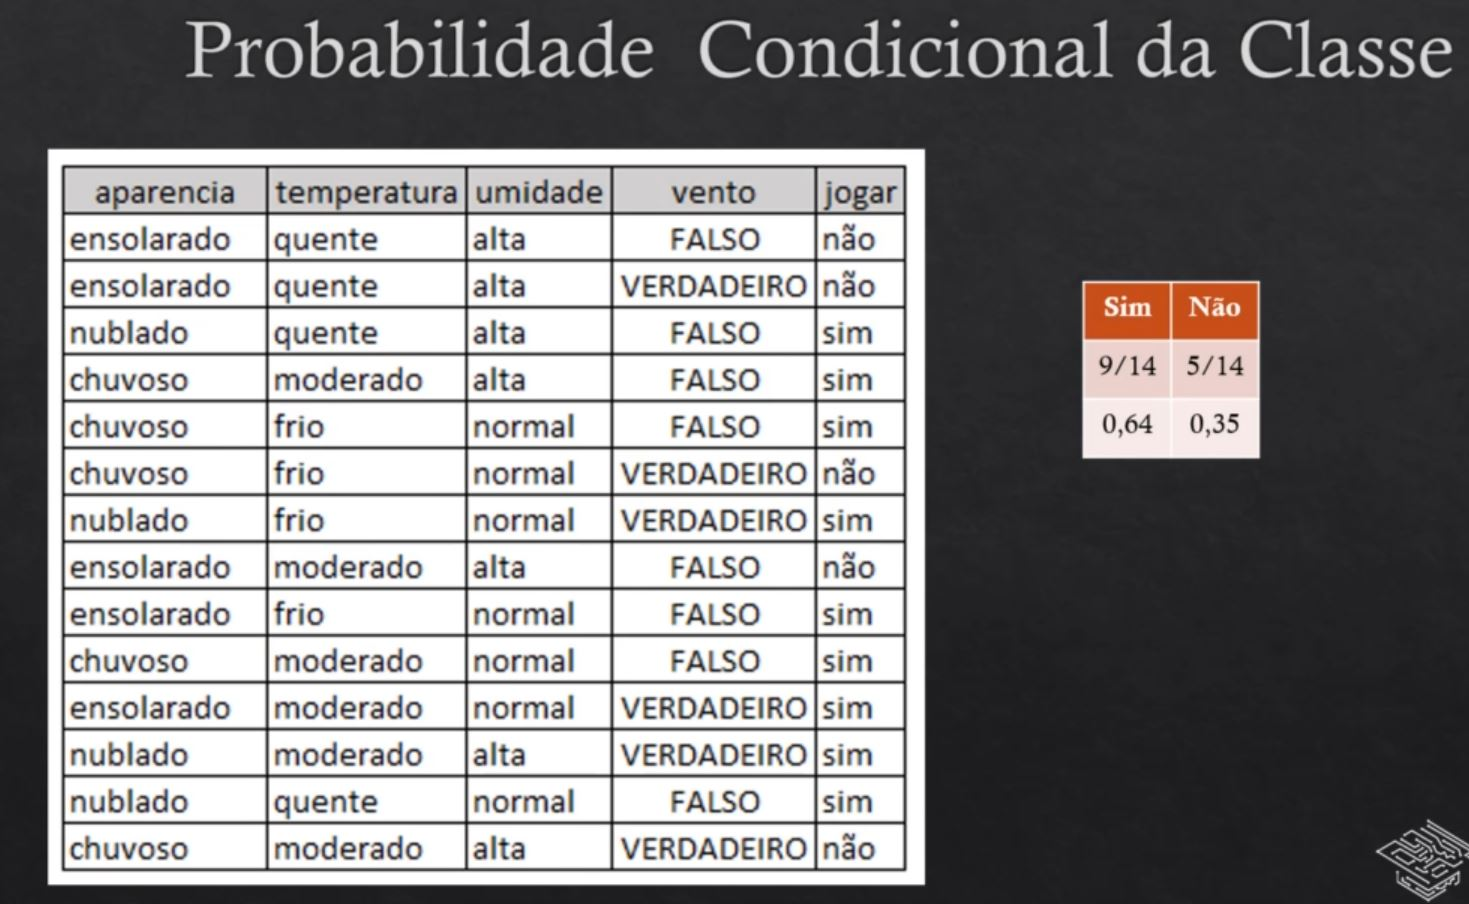 Probabilidade Condicional da Classe
aparencia temperatura umidade vento jogar
ensolarado quente alta FALSO não
ensolarado quente alta VERDADEIRO não
nublado quente alta FALSO sim
chuvoso moderado alta FALSO sim
chuvoso frio normal FALSO sim
chuvoso frio normal VERDADEIRO não
nublado frio normal VERDADEIRO sim
ensolarado moderado alta FALSO não
ensolarado frio normal FALSO sim
chuvoso moderado normal FALSO sim
ensolarado moderado normal VERDADEIRO sim
nublado moderado alta VERDADEIRO sim
nublado quente normal FALSO sim
chuvoso moderado alta VERDADEIRO não
Sim Não
9/14 5/14
0,64 0,35